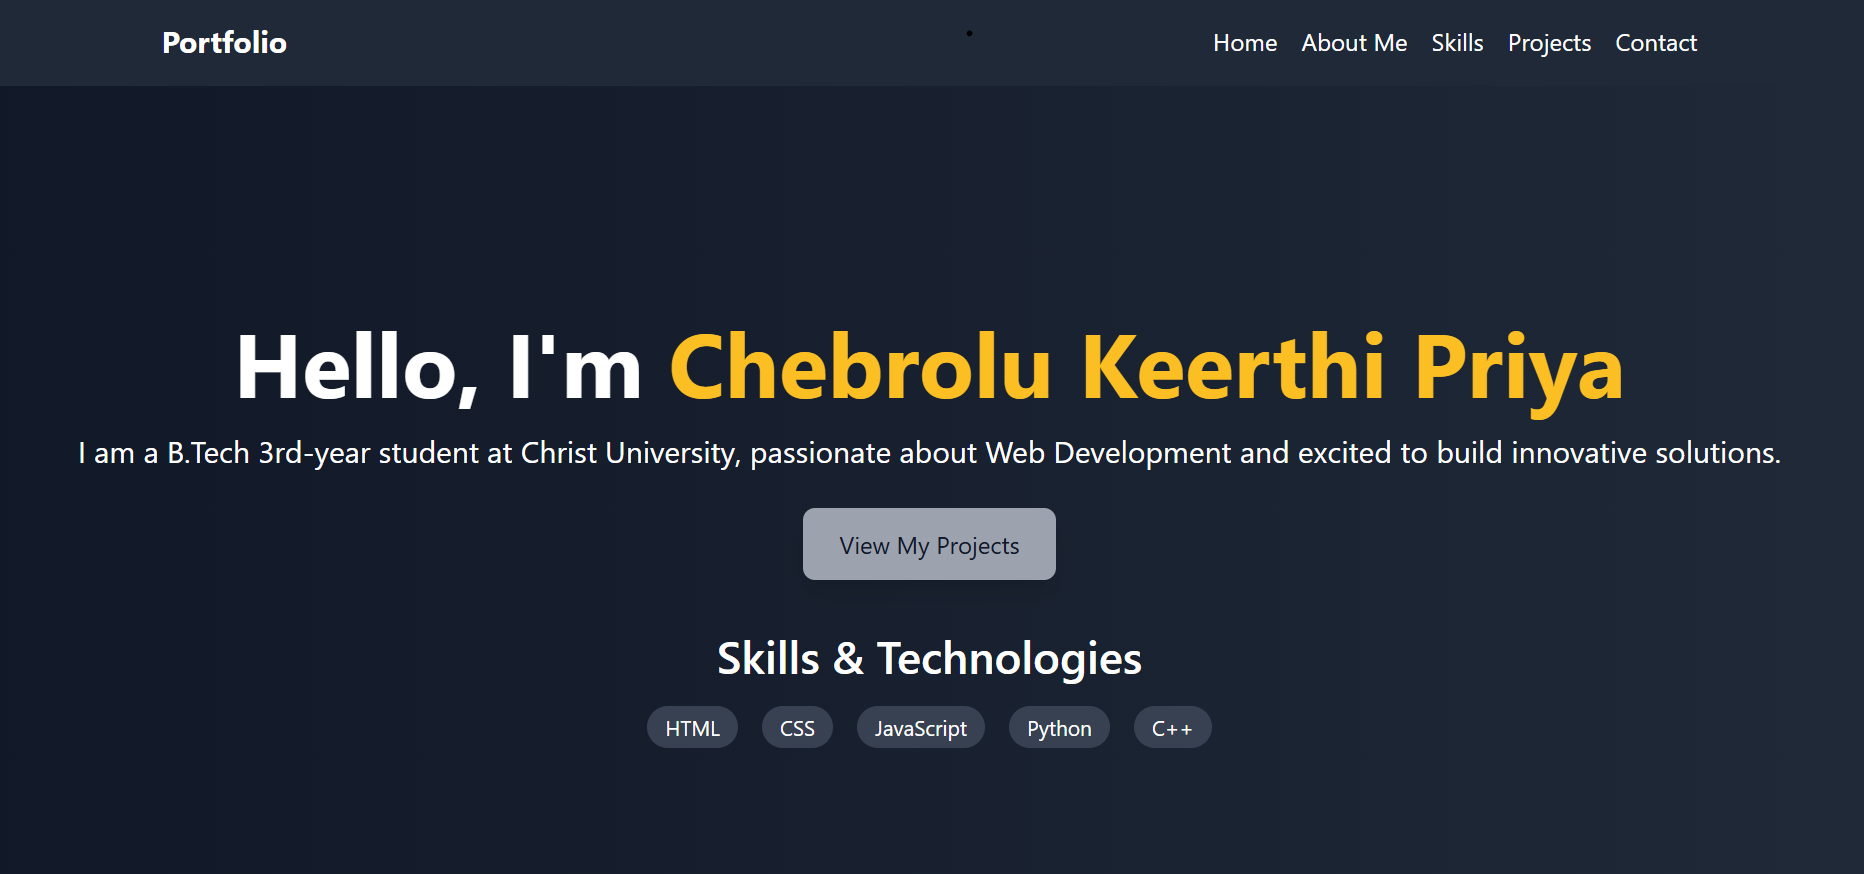 Portfolio
Home About Me Skills Projects Contact
Hello, I'm Chebrolu Keerthi Priya
I am a B.Tech 3rd-year student at Christ University, passionate about Web Development and excited to build innovative solutions.
View My Projects
Skills & Technologies
HTML CSS JavaScript Python C++